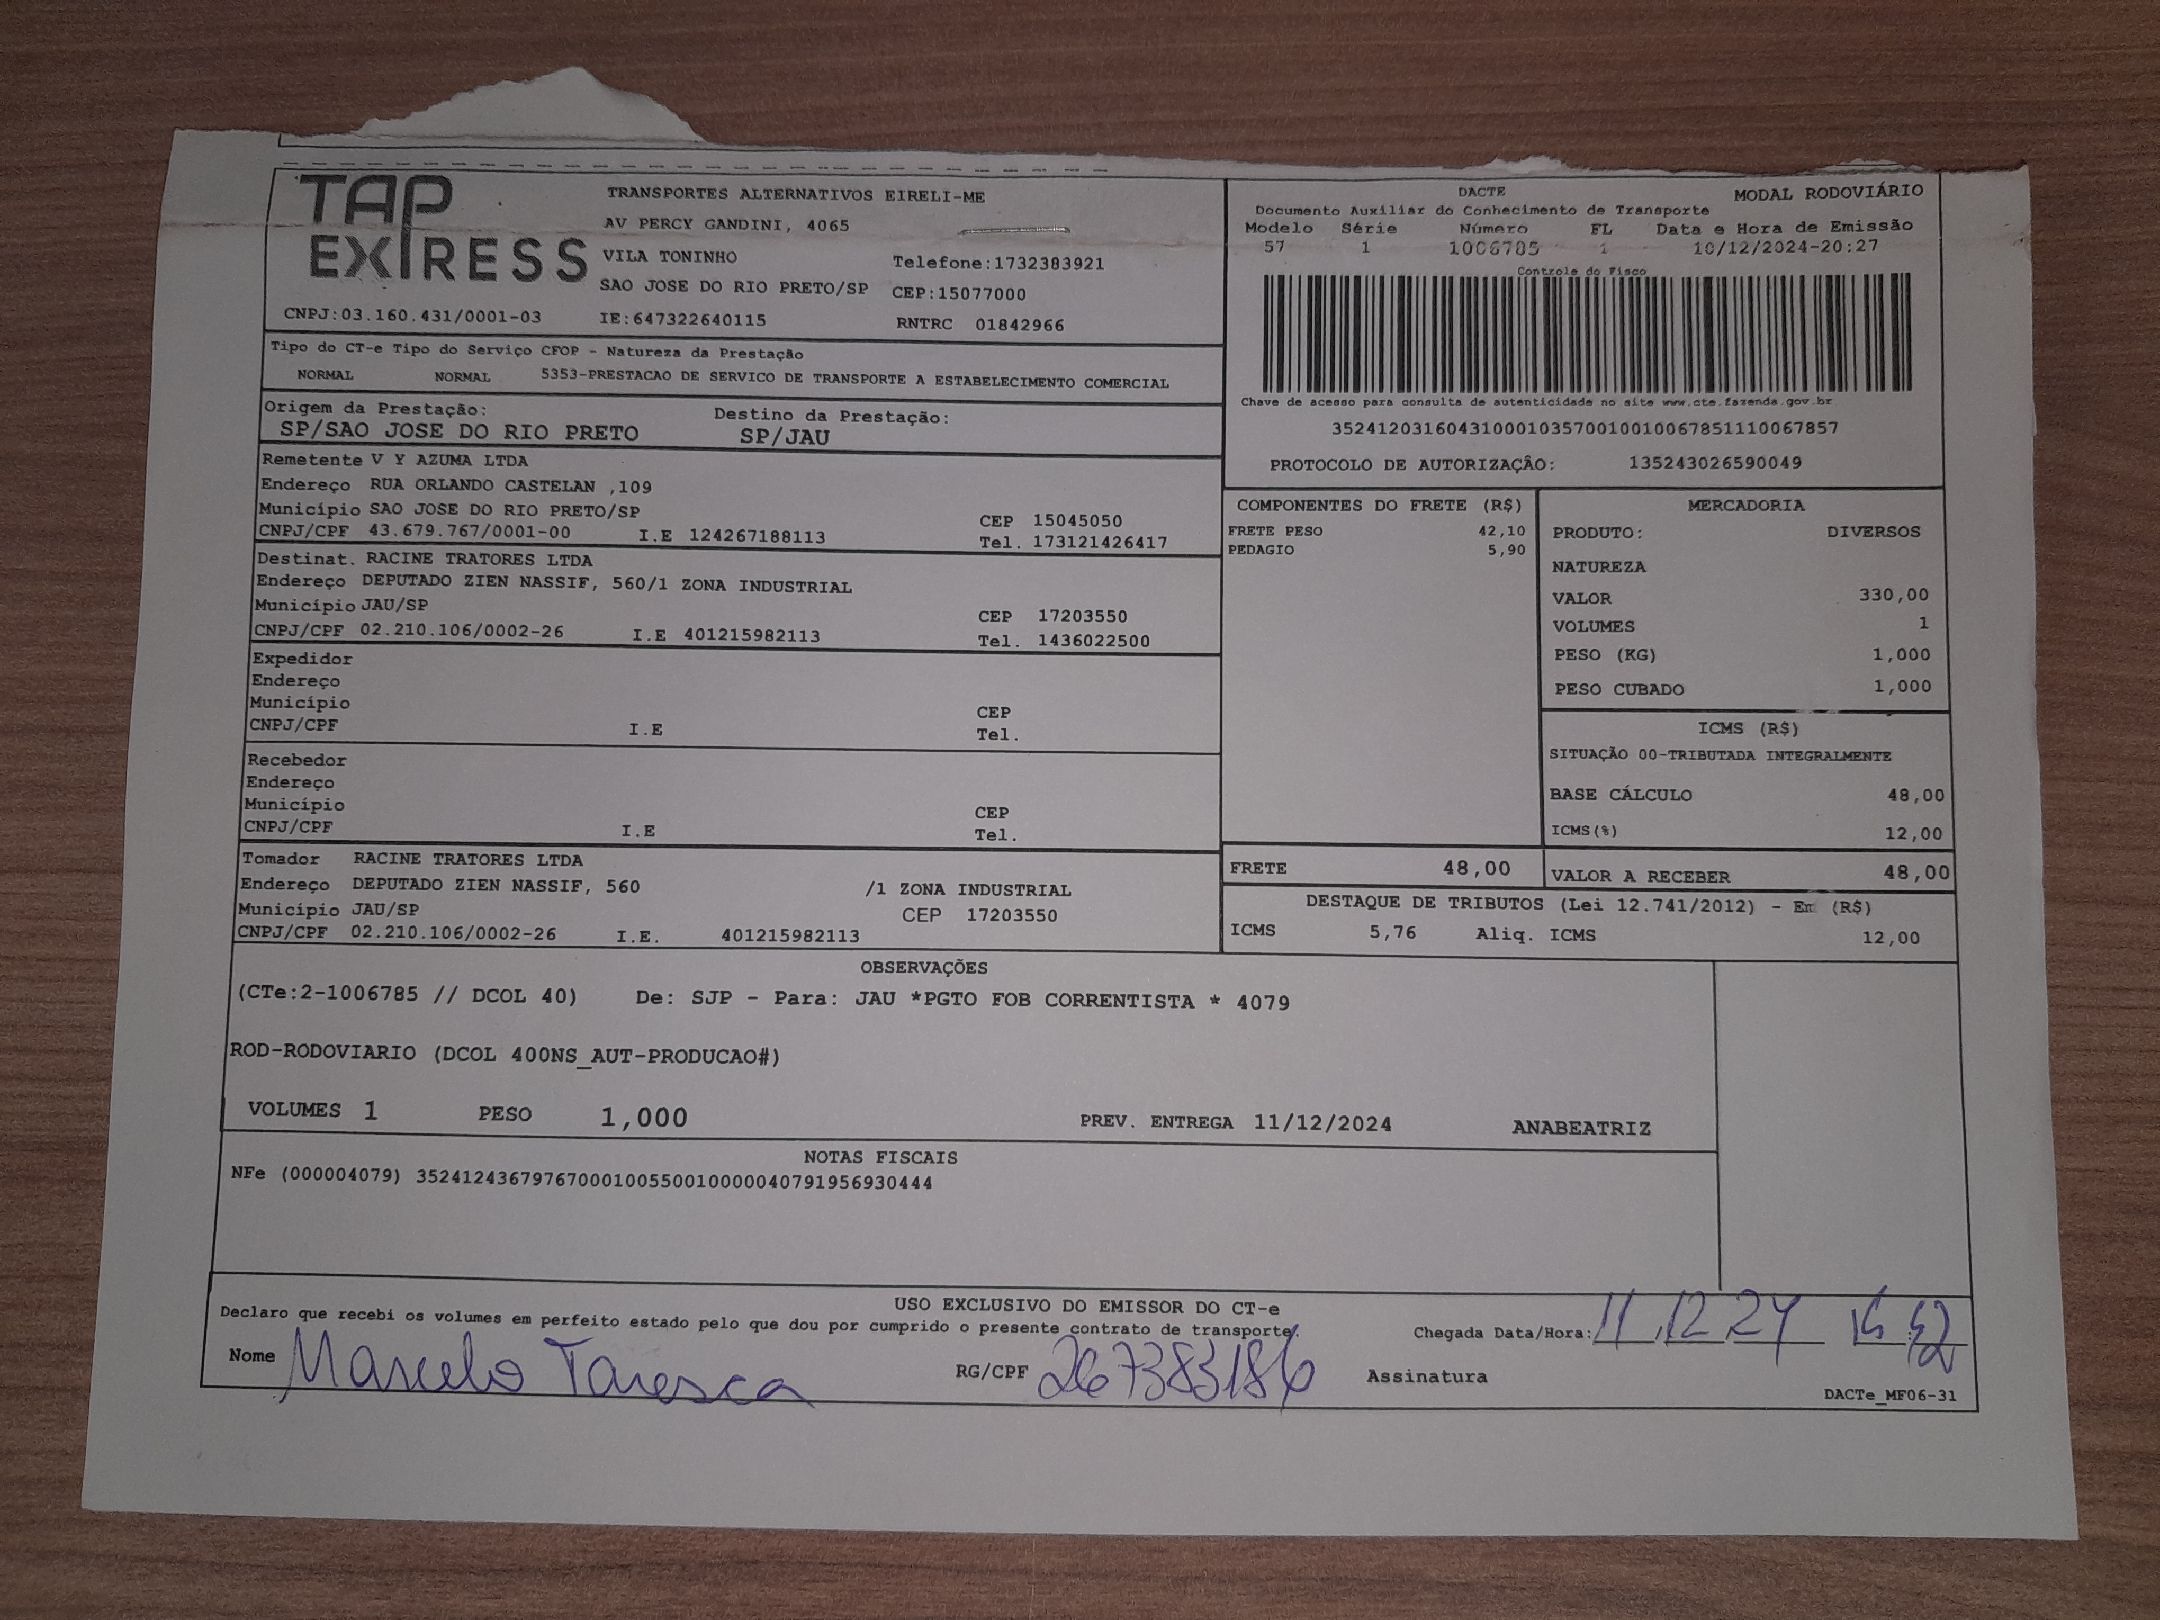 TAP EXPRESS
TRANSPORTES ALTERNATIVOS EIRELI-ME
AV PERCY GANDINI, 4065
VILA TONINHO Telefone:1732383921
SAO JOSE DO RIO PRETO/SP CEP:15077000
CNPJ:03.160.431/0001-03 IE:647322640115 RNTRC 01842966
DACTE MODAL RODOVIÁRIO
Documento Auxiliar do Conhecimento de Transporte
Modelo Série Número FL Data e Hora de Emissão
57 1 1006785 1 10/12/2024-20:27
Controle do Fisco
Chave de acesso para consulta de autenticidade no site www.cte.fazenda.gov.br
35241203160431000103570010010067851110067857
PROTOCOLO DE AUTORIZAÇÃO: 135243026590049
Tipo do CT-e Tipo do Serviço CFOP - Natureza da Prestação
NORMAL NORMAL 5353-PRESTACAO DE SERVICO DE TRANSPORTE A ESTABELECIMENTO COMERCIAL
Origem da Prestação: Destino da Prestação:
SP/SAO JOSE DO RIO PRETO SP/JAU
Remetente V Y AZUMA LTDA
Endereço RUA ORLANDO CASTELAN ,109
Município SAO JOSE DO RIO PRETO/SP CEP 15045050
CNPJ/CPF 43.679.767/0001-00 I.E 124267188113 Tel. 173121426417
Destinat. RACINE TRATORES LTDA
Endereço DEPUTADO ZIEN NASSIF, 560/1 ZONA INDUSTRIAL
Município JAU/SP CEP 17203550
CNPJ/CPF 02.210.106/0002-26 I.E 401215982113 Tel. 1436022500
Expedidor
Endereço
Município CEP
CNPJ/CPF I.E Tel.
Recebedor
Endereço
Município CEP
CNPJ/CPF I.E Tel.
Tomador RACINE TRATORES LTDA
Endereço DEPUTADO ZIEN NASSIF, 560 /1 ZONA INDUSTRIAL
Município JAU/SP CEP 17203550
CNPJ/CPF 02.210.106/0002-26 I.E. 401215982113
COMPONENTES DO FRETE (R$)
FRETE PESO 42,10
PEDAGIO 5,90
MERCADORIA
PRODUTO: DIVERSOS
NATUREZA
VALOR 330,00
VOLUMES 1
PESO (KG) 1,000
PESO CUBADO 1,000
ICMS (R$)
SITUAÇÃO 00-TRIBUTADA INTEGRALMENTE
BASE CÁLCULO 48,00
ICMS(%) 12,00
FRETE 48,00 VALOR A RECEBER 48,00
DESTAQUE DE TRIBUTOS (Lei 12.741/2012) - Em (R$)
ICMS 5,76 Aliq. ICMS 12,00
OBSERVAÇÕES
(CTe:2-1006785 // DCOL 40) De: SJP - Para: JAU *PGTO FOB CORRENTISTA * 4079
ROD-RODOVIARIO (DCOL 400NS_AUT-PRODUCAO#)
VOLUMES 1 PESO 1,000 PREV. ENTREGA 11/12/2024 ANABEATRIZ
NOTAS FISCAIS
NFe (000004079) 35241243679767000100550010000040791956930444
USO EXCLUSIVO DO EMISSOR DO CT-e
Declaro que recebi os volumes em perfeito estado pelo que dou por cumprido o presente contrato de transporte.
Chegada Data/Hora: 11,12,24
Nome Marcelo RG/CPF 267383186 Assinatura
DACTe_MF06-31